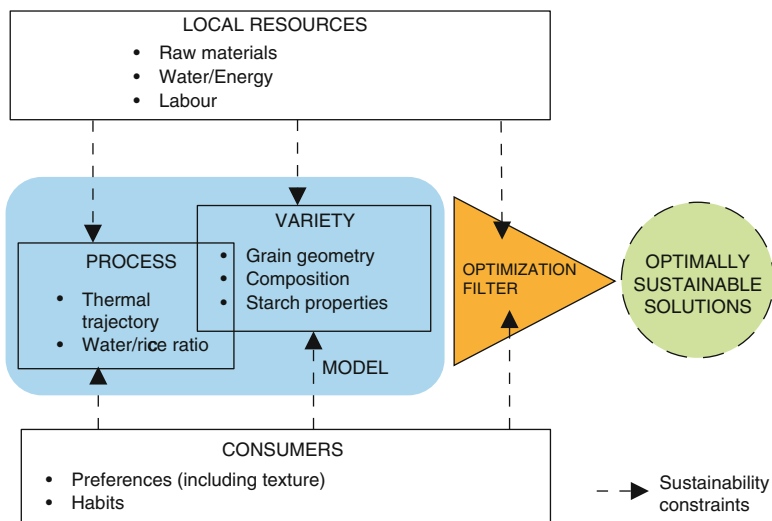 LOCAL RESOURCES
• Raw materials
• Water/Energy
• Labour
VARIETY
• Grain geometry
• Composition
• Starch properties
PROCESS
• Thermal
trajectory
• Water/rice ratio
MODEL
OPTIMIZATION
FILTER
OPTIMALLY
SUSTAINABLE
SOLUTIONS
CONSUMERS
• Preferences (including texture)
• Habits
Sustainability
constraints